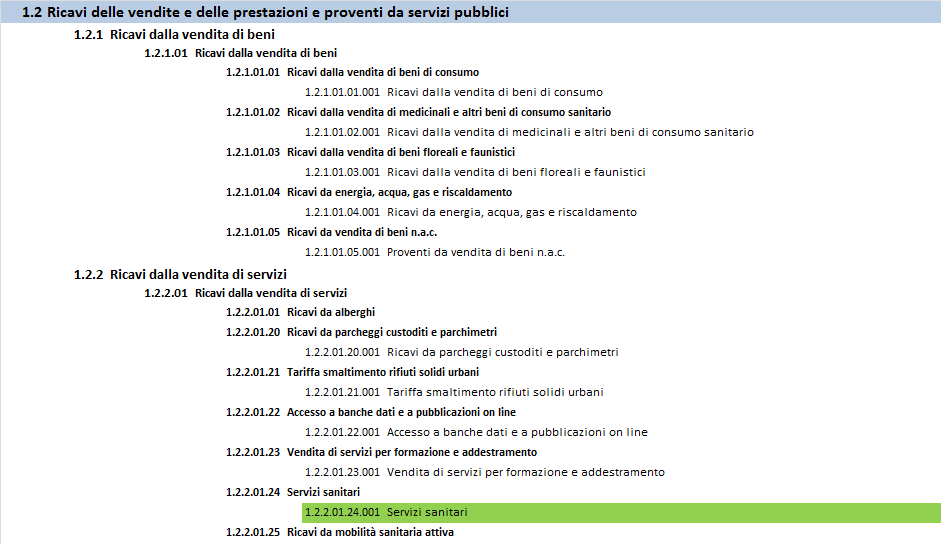 1.2 Ricavi delle vendite e delle prestazioni e proventi da servizi pubblici
1.2.1 Ricavi dalla vendita di beni
1.2.1.01 Ricavi dalla vendita di beni
1.2.1.01.01 Ricavi dalla vendita di beni di consumo
1.2.1.01.01.001 Ricavi dalla vendita di beni di consumo
1.2.1.01.02 Ricavi dalla vendita di medicinali e altri beni di consumo sanitario
1.2.1.01.02.001 Ricavi dalla vendita di medicinali e altri beni di consumo sanitario
1.2.1.01.03 Ricavi dalla vendita di beni floreali e faunistici
1.2.1.01.03.001 Ricavi dalla vendita di beni floreali e faunistici
1.2.1.01.04 Ricavi da energia, acqua, gas e riscaldamento
1.2.1.01.04.001 Ricavi da energia, acqua, gas e riscaldamento
1.2.1.01.05 Ricavi da vendita di beni n.a.c.
1.2.1.01.05.001 Proventi da vendita di beni n.a.c.
1.2.2 Ricavi dalla vendita di servizi
1.2.2.01 Ricavi dalla vendita di servizi
1.2.2.01.01 Ricavi da alberghi
1.2.2.01.20 Ricavi da parcheggi custoditi e parchimetri
1.2.2.01.20.001 Ricavi da parcheggi custoditi e parchimetri
1.2.2.01.21 Tariffa smaltimento rifiuti solidi urbani
1.2.2.01.21.001 Tariffa smaltimento rifiuti solidi urbani
1.2.2.01.22 Accesso a banche dati e a pubblicazioni on line
1.2.2.01.22.001 Accesso a banche dati e a pubblicazioni on line
1.2.2.01.23 Vendita di servizi per formazione e addestramento
1.2.2.01.23.001 Vendita di servizi per formazione e addestramento
1.2.2.01.24 Servizi sanitari
1.2.2.01.24.001 Servizi sanitari
1.2.2.01.25 Ricavi da mobilità sanitaria attiva